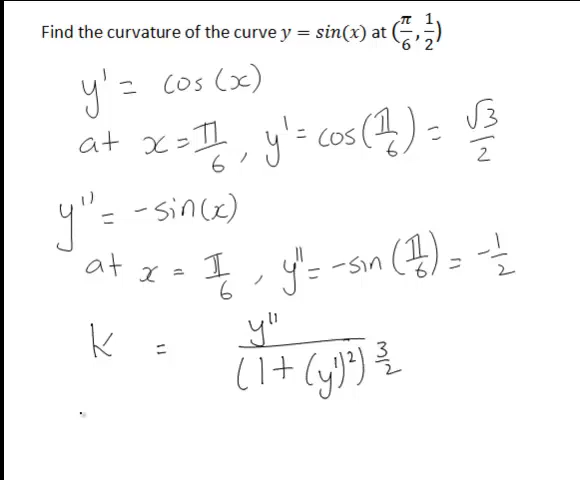 Find the curvature of the curve y = sin(x) at (π/6, 1/2)
y' = cos(x)
at x = π/6, y' = cos(π/6) = √3/2
y'' = -sin(x)
at x = π/6, y'' = -sin(π/6) = -1/2
K = y''/(1+(y')²)^3/2